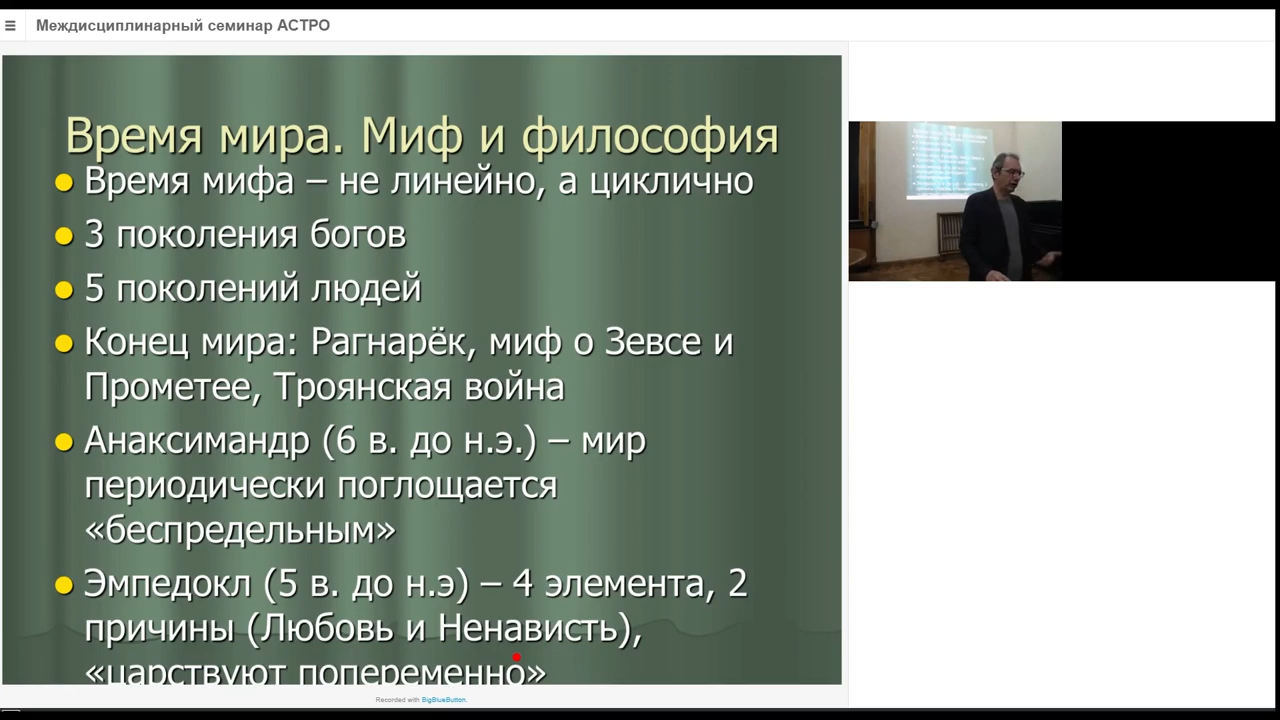 Междисциплинарный семинар АСТРО
Время мира. Миф и философия
Время мифа – не линейно, а циклично
3 поколения богов
5 поколений людей
Конец мира: Рагнарёк, миф о Зевсе и
Прометее, Троянская война
Анаксимандр (6 в. до н.э.) – мир
периодически поглощается
«беспредельным»
Эмпедокл (5 в. до н.э) – 4 элемента, 2
причины (Любовь и Ненависть),
«царствуют попеременно»
Recorded with BigBlueButton.